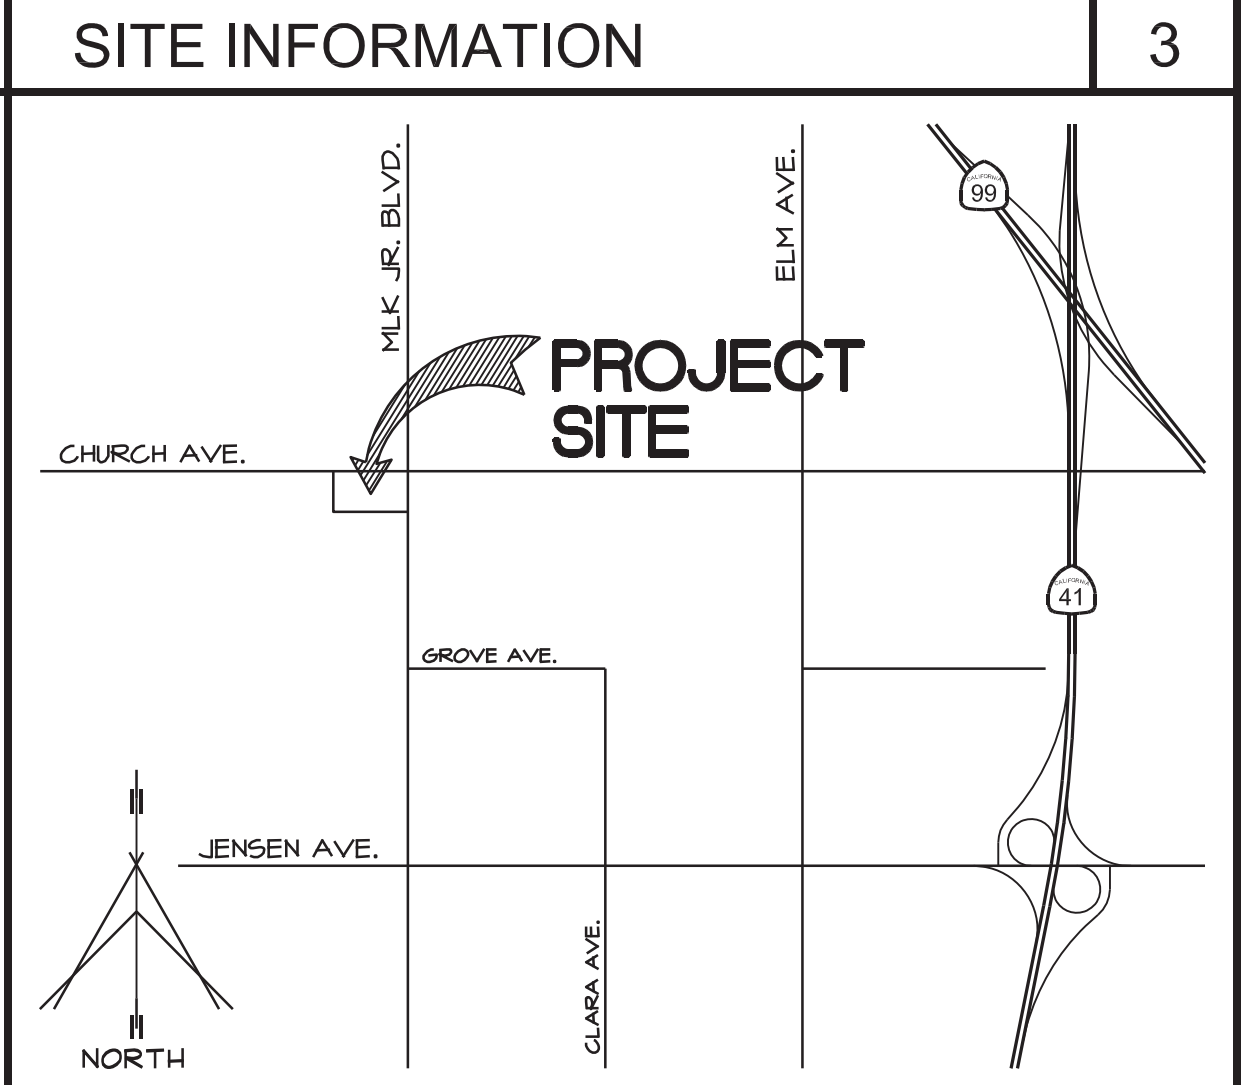 SITE INFORMATION
3
MLK JR. BLVD.
ELM AVE.
CALIFORNIA
99
PROJECT
SITE
CHURCH AVE.
CALIFORNIA
41
GROVE AVE.
JENSEN AVE.
CLARA AVE.
NORTH